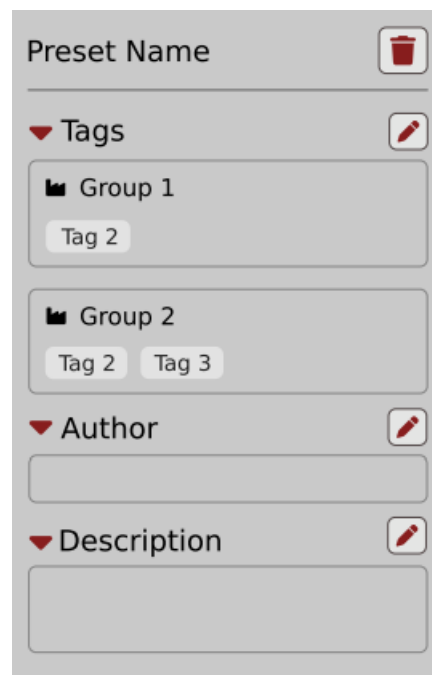 Preset Name
Tags
Group 1
Tag 2
Group 2
Tag 2 Tag 3
Author
Description